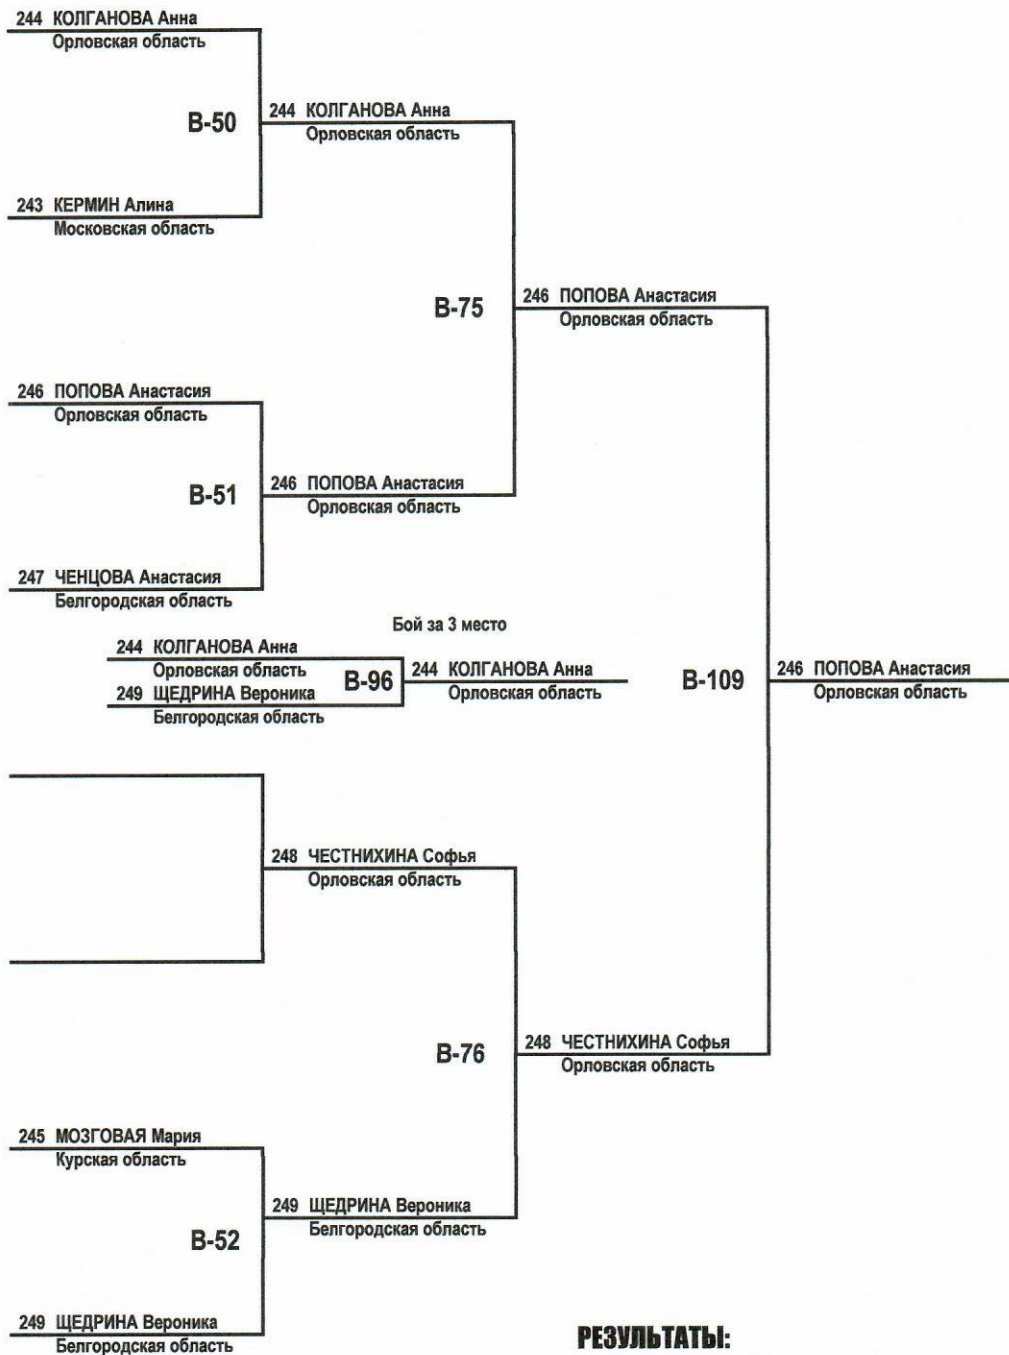 244 КОЛГАНОВА Анна
Орловская область
В-50
244 КОЛГАНОВА Анна
Орловская область
243 КЕРМИН Алина
Московская область
В-75
246 ПОПОВА Анастасия
Орловская область
246 ПОПОВА Анастасия
Орловская область
В-51
246 ПОПОВА Анастасия
Орловская область
247 ЧЕНЦОВА Анастасия
Белгородская область
Бой за 3 место
244 КОЛГАНОВА Анна
Орловская область
249 ЩЕДРИНА Вероника
Белгородская область
В-96
244 КОЛГАНОВА Анна
Орловская область
В-109
246 ПОПОВА Анастасия
Орловская область
248 ЧЕСТНИХИНА Софья
Орловская область
В-76
248 ЧЕСТНИХИНА Софья
Орловская область
245 МОЗГОВАЯ Мария
Курская область
В-52
249 ЩЕДРИНА Вероника
Белгородская область
249 ЩЕДРИНА Вероника
Белгородская область
РЕЗУЛЬТАТЫ: